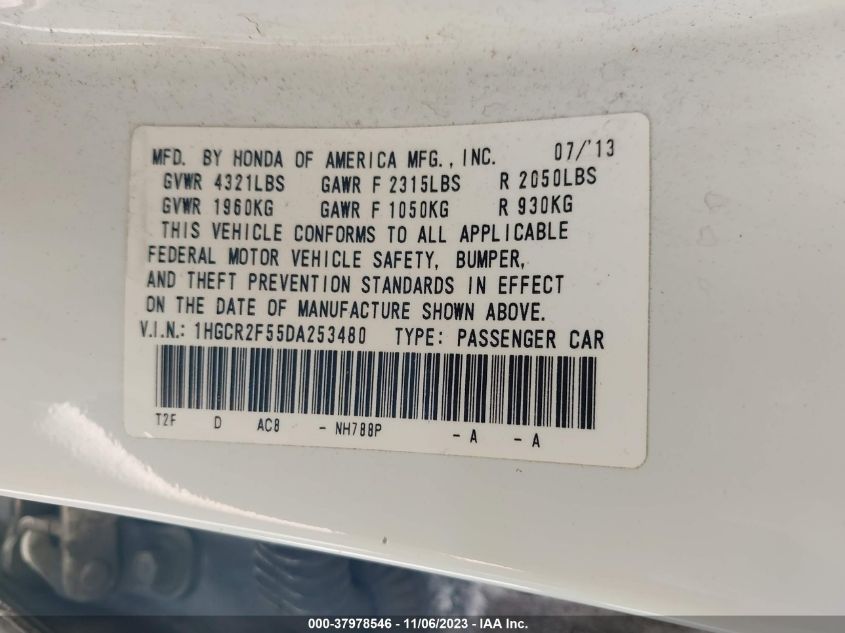 MFD. BY HONDA OF AMERICA MFG., INC. 07/'13
GVWR 4321LBS GAWR F 2315LBS R 2050LBS
GVWR 1960KG GAWR F 1050KG R 930KG
THIS VEHICLE CONFORMS TO ALL APPLICABLE
FEDERAL MOTOR VEHICLE SAFETY, BUMPER,
AND THEFT PREVENTION STANDARDS IN EFFECT
ON THE DATE OF MANUFACTURE SHOWN ABOVE.
V.I.N.: 1HGCR2F55DA253480 TYPE: PASSENGER CAR
T2F D AC8 - NH788P - A - A
000-37978546 - 11/06/2023 - IAA Inc.